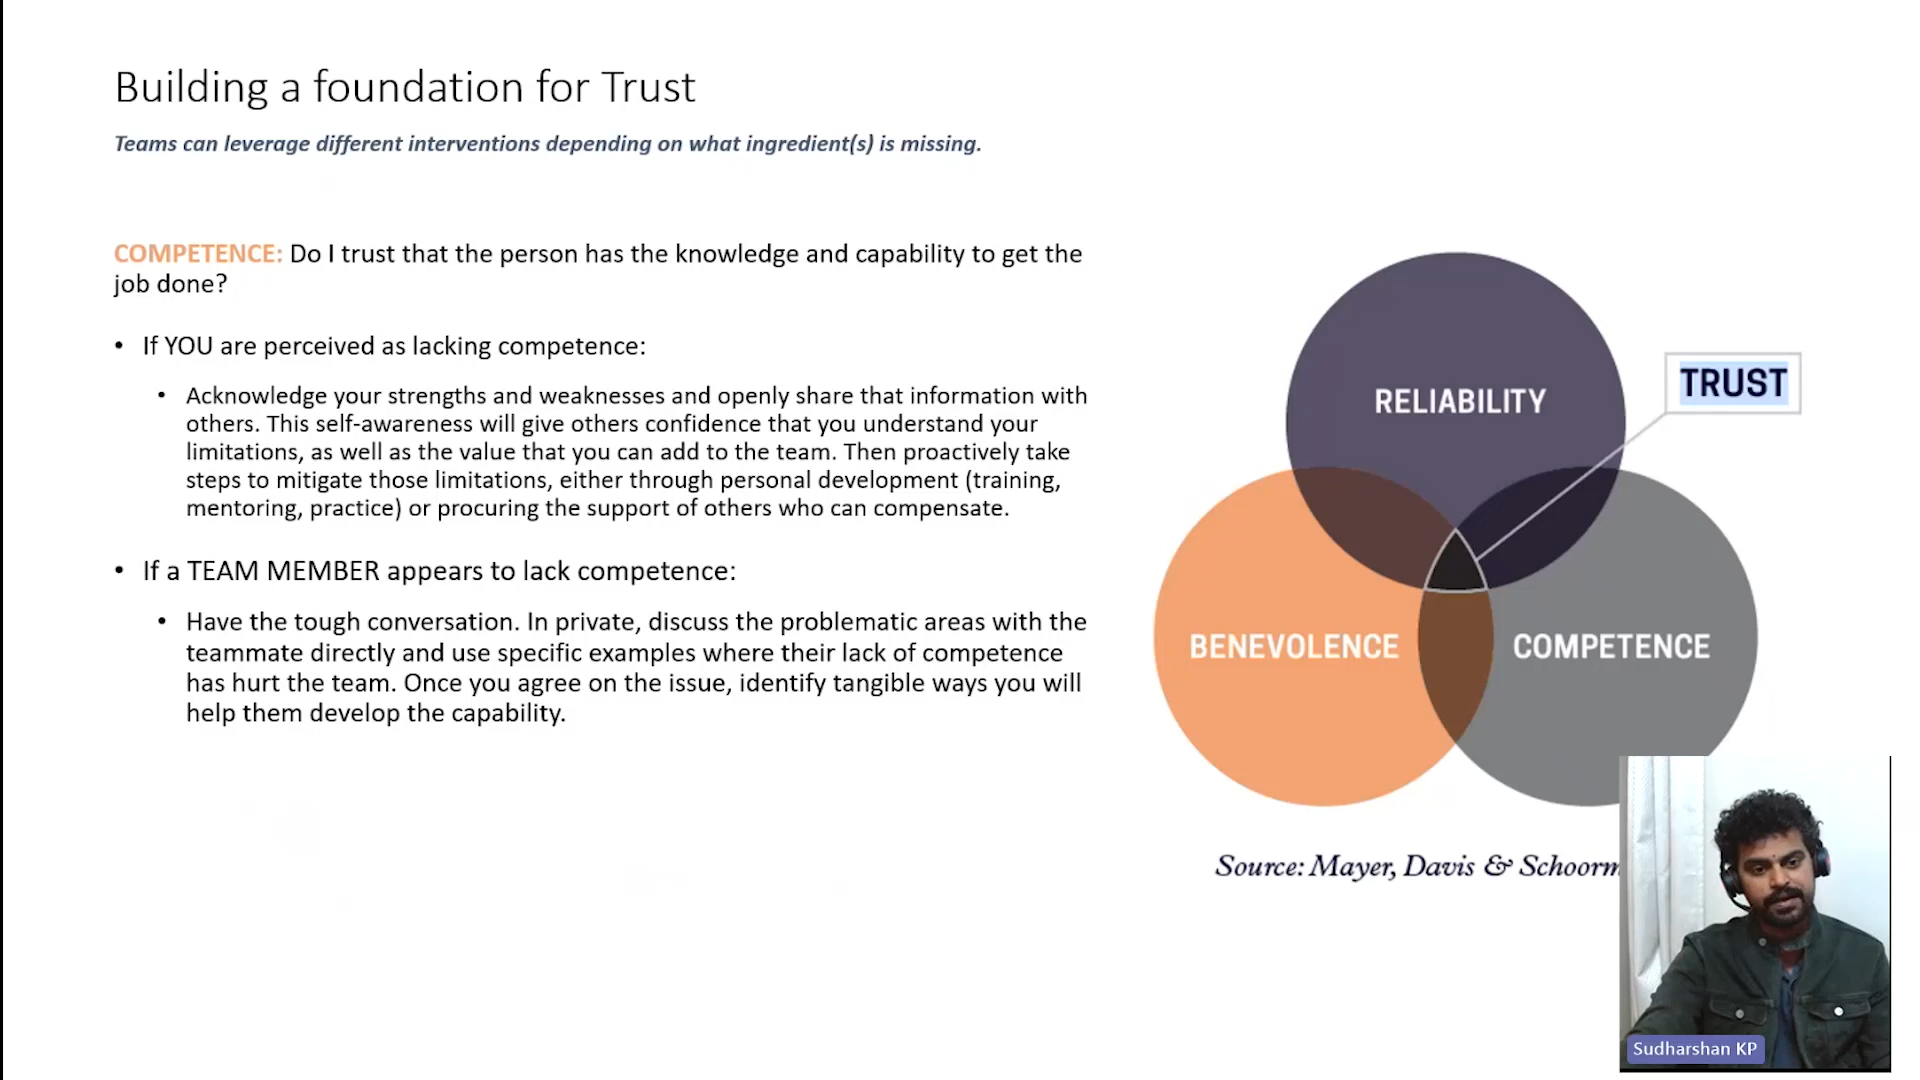 Building a foundation for Trust
Teams can leverage different interventions depending on what ingredient(s) is missing.
COMPETENCE: Do I trust that the person has the knowledge and capability to get the
job done?
• If YOU are perceived as lacking competence:
• Acknowledge your strengths and weaknesses and openly share that information with
others. This self-awareness will give others confidence that you understand your
limitations, as well as the value that you can add to the team. Then proactively take
steps to mitigate those limitations, either through personal development (training,
mentoring, practice) or procuring the support of others who can compensate.
• If a TEAM MEMBER appears to lack competence:
• Have the tough conversation. In private, discuss the problematic areas with the
teammate directly and use specific examples where their lack of competence
has hurt the team. Once you agree on the issue, identify tangible ways you will
help them develop the capability.
RELIABILITY
TRUST
BENEVOLENCE
COMPETENCE
Source: Mayer, Davis & Schoorm
Sudharshan KP